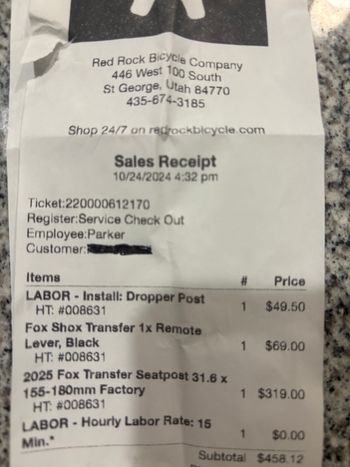 Red Rock Bicycle Company
446 West 100 South
St George, Utah 84770
435-674-3185
Shop 24/7 on redrockbicycle.com
Sales Receipt
10/24/2024 4:32 pm
Ticket:220000612170
Register:Service Check Out
Employee:Parker
Customer:
Items # Price
LABOR - Install: Dropper Post
HT: #008631 1 $49.50
Fox Shox Transfer 1x Remote
Lever, Black 1 $69.00
HT: #008631
2025 Fox Transfer Seatpost 31.6 x
155-180mm Factory 1 $319.00
HT: #008631
LABOR - Hourly Labor Rate: 15
Min.* 1 $0.00
Subtotal $458.12